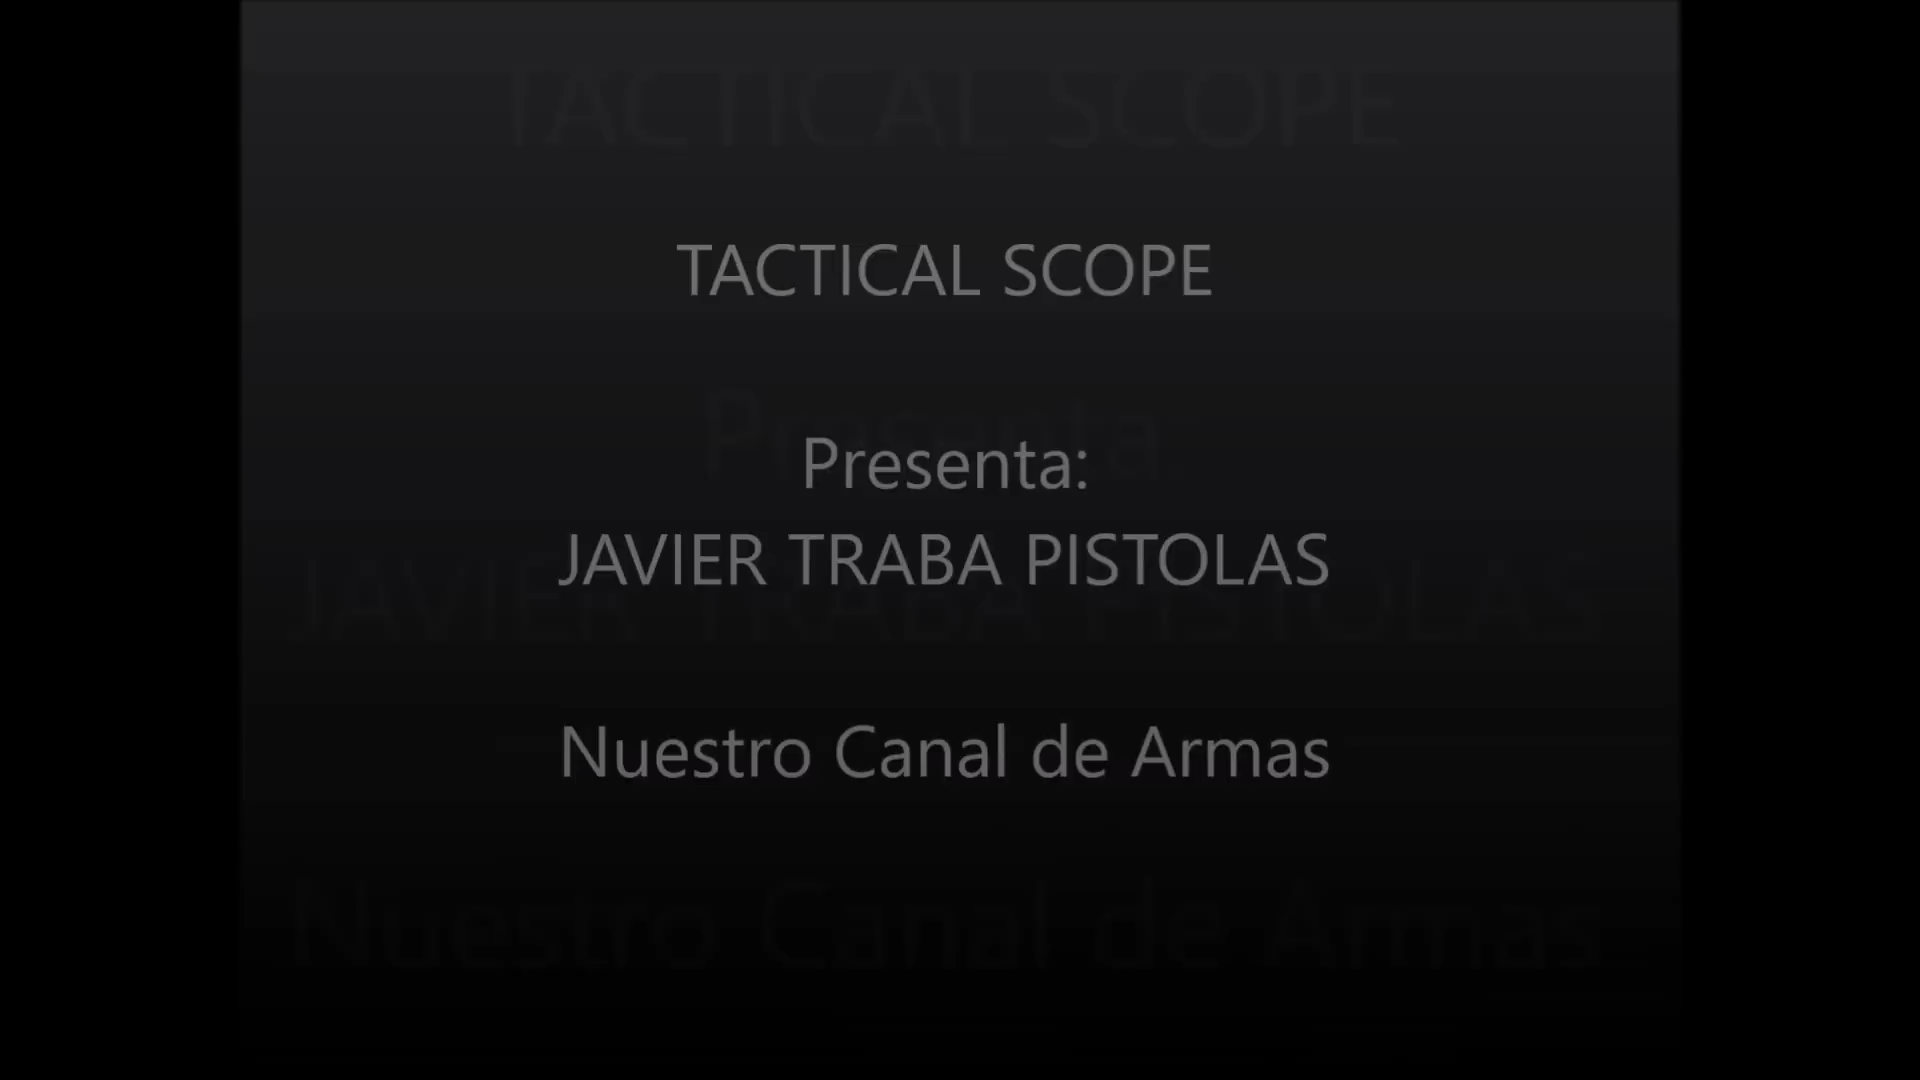 TACTICAL SCOPE
Presenta:
JAVIER TRABA PISTOLAS
Nuestro Canal de Armas